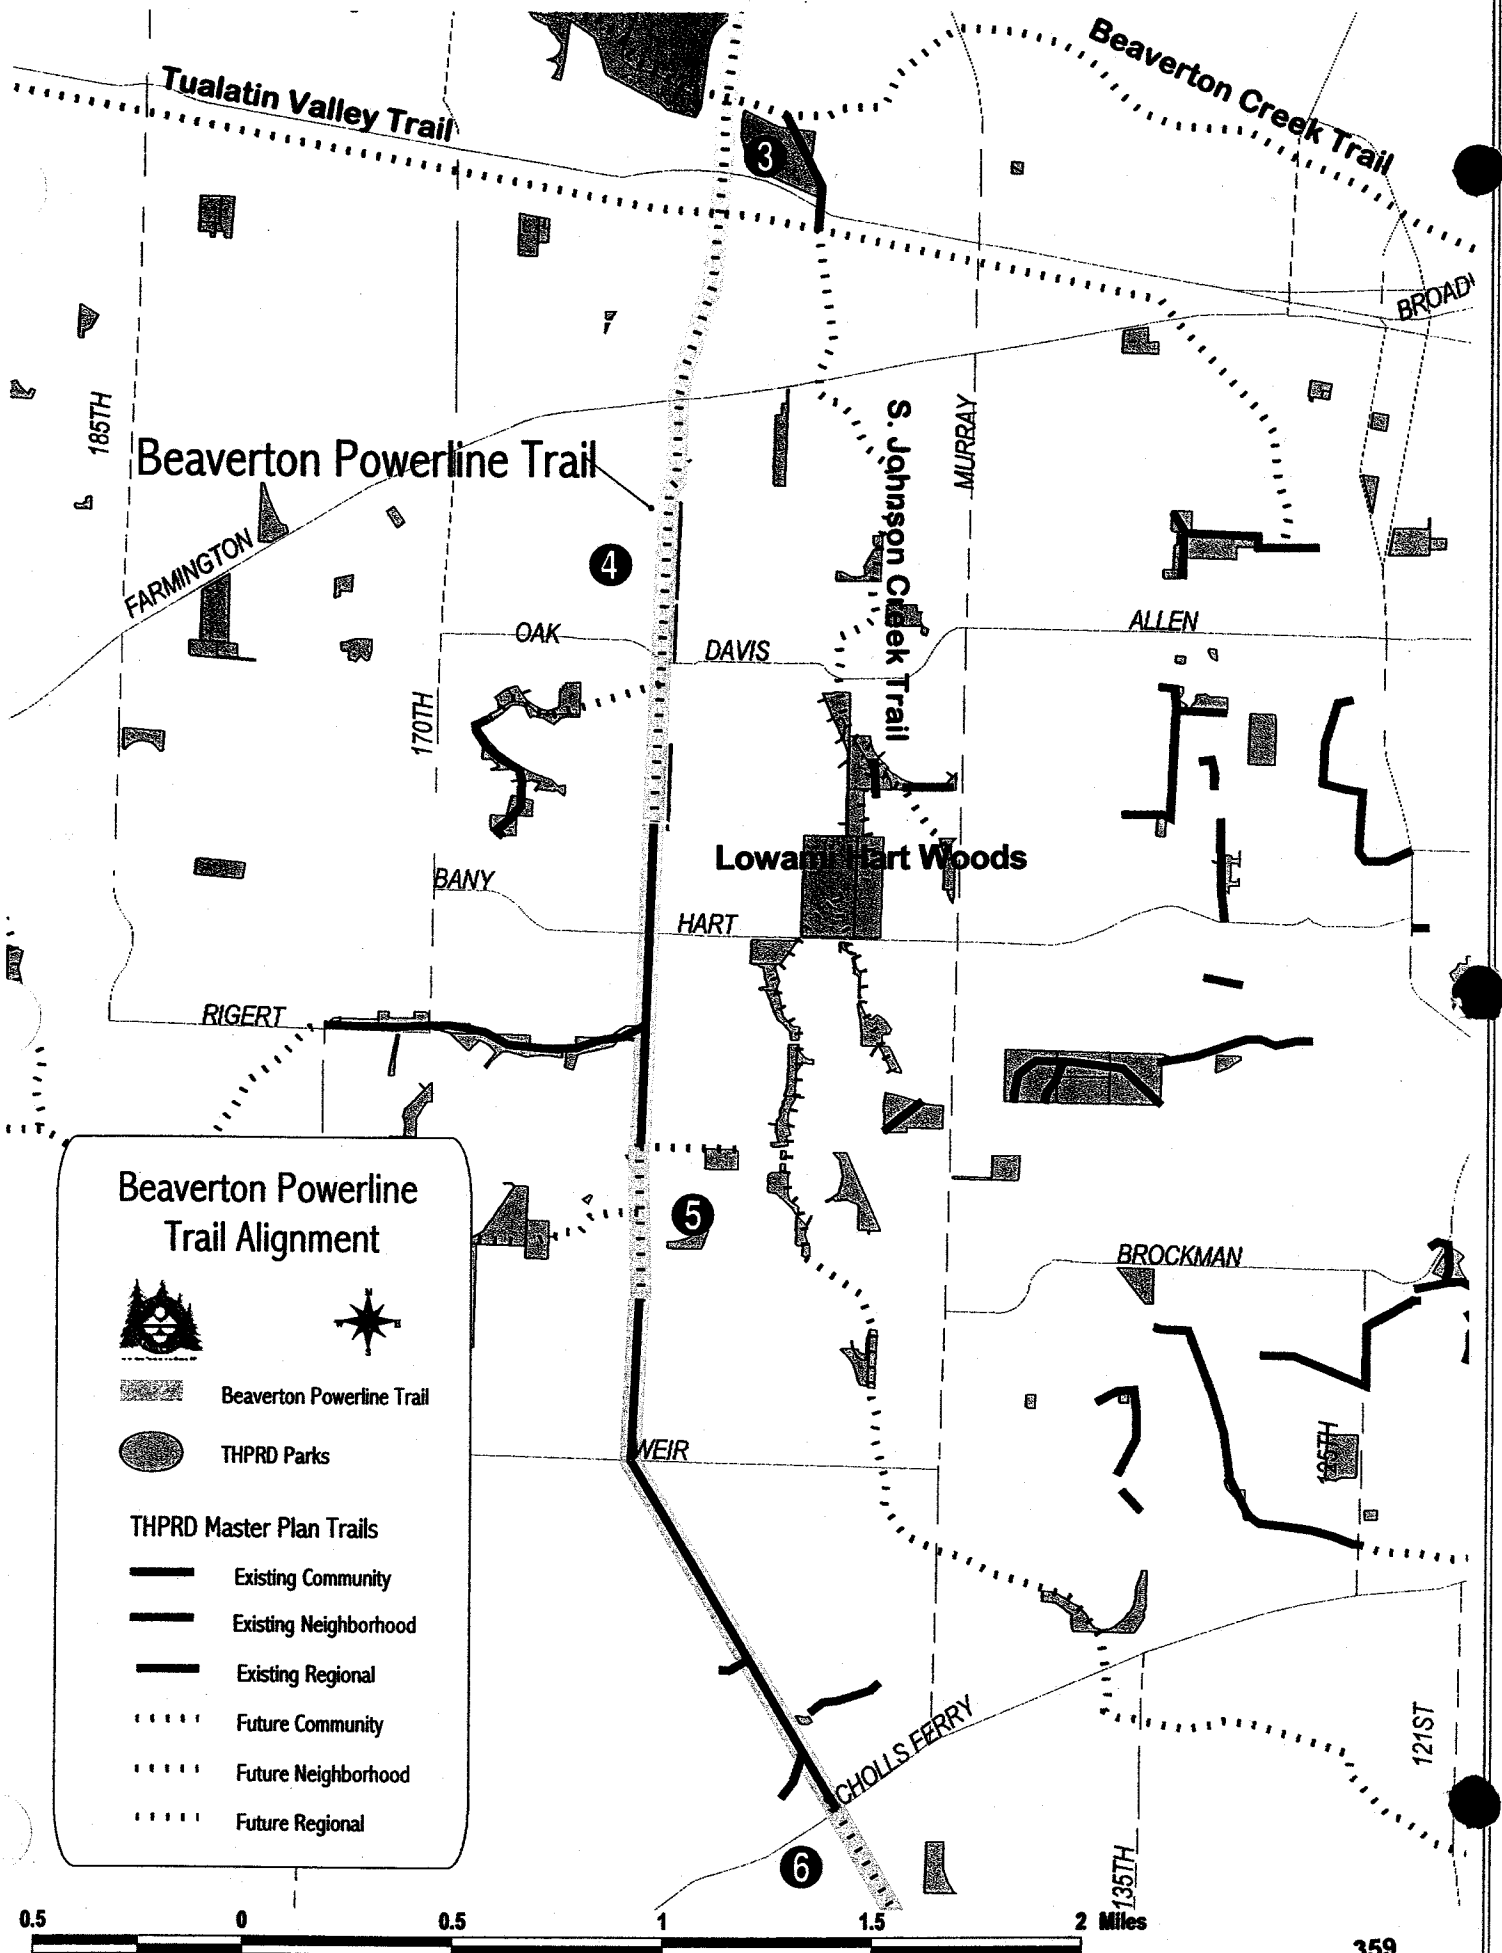 Beaverton Creek Trail
Tualatin Valley Trail
3
BROADW
185TH
S. Johnson Creek Trail
MURRAY
Beaverton Powerline Trail
4
FARMINGTON
OAK
DAVIS
ALLEN
170TH
Lowami Hart Woods
BANY
HART
RIGERT
Beaverton Powerline
Trail Alignment
5
BROCKMAN
N
S
Beaverton Powerline Trail
WEIR
125TH
THPRD Parks
THPRD Master Plan Trails
Existing Community
Existing Neighborhood
Existing Regional
Future Community
Future Neighborhood
Future Regional
SCHOLLS FERRY
121ST
135TH
6
0.5 0 0.5 1 1.5 2 Miles
359